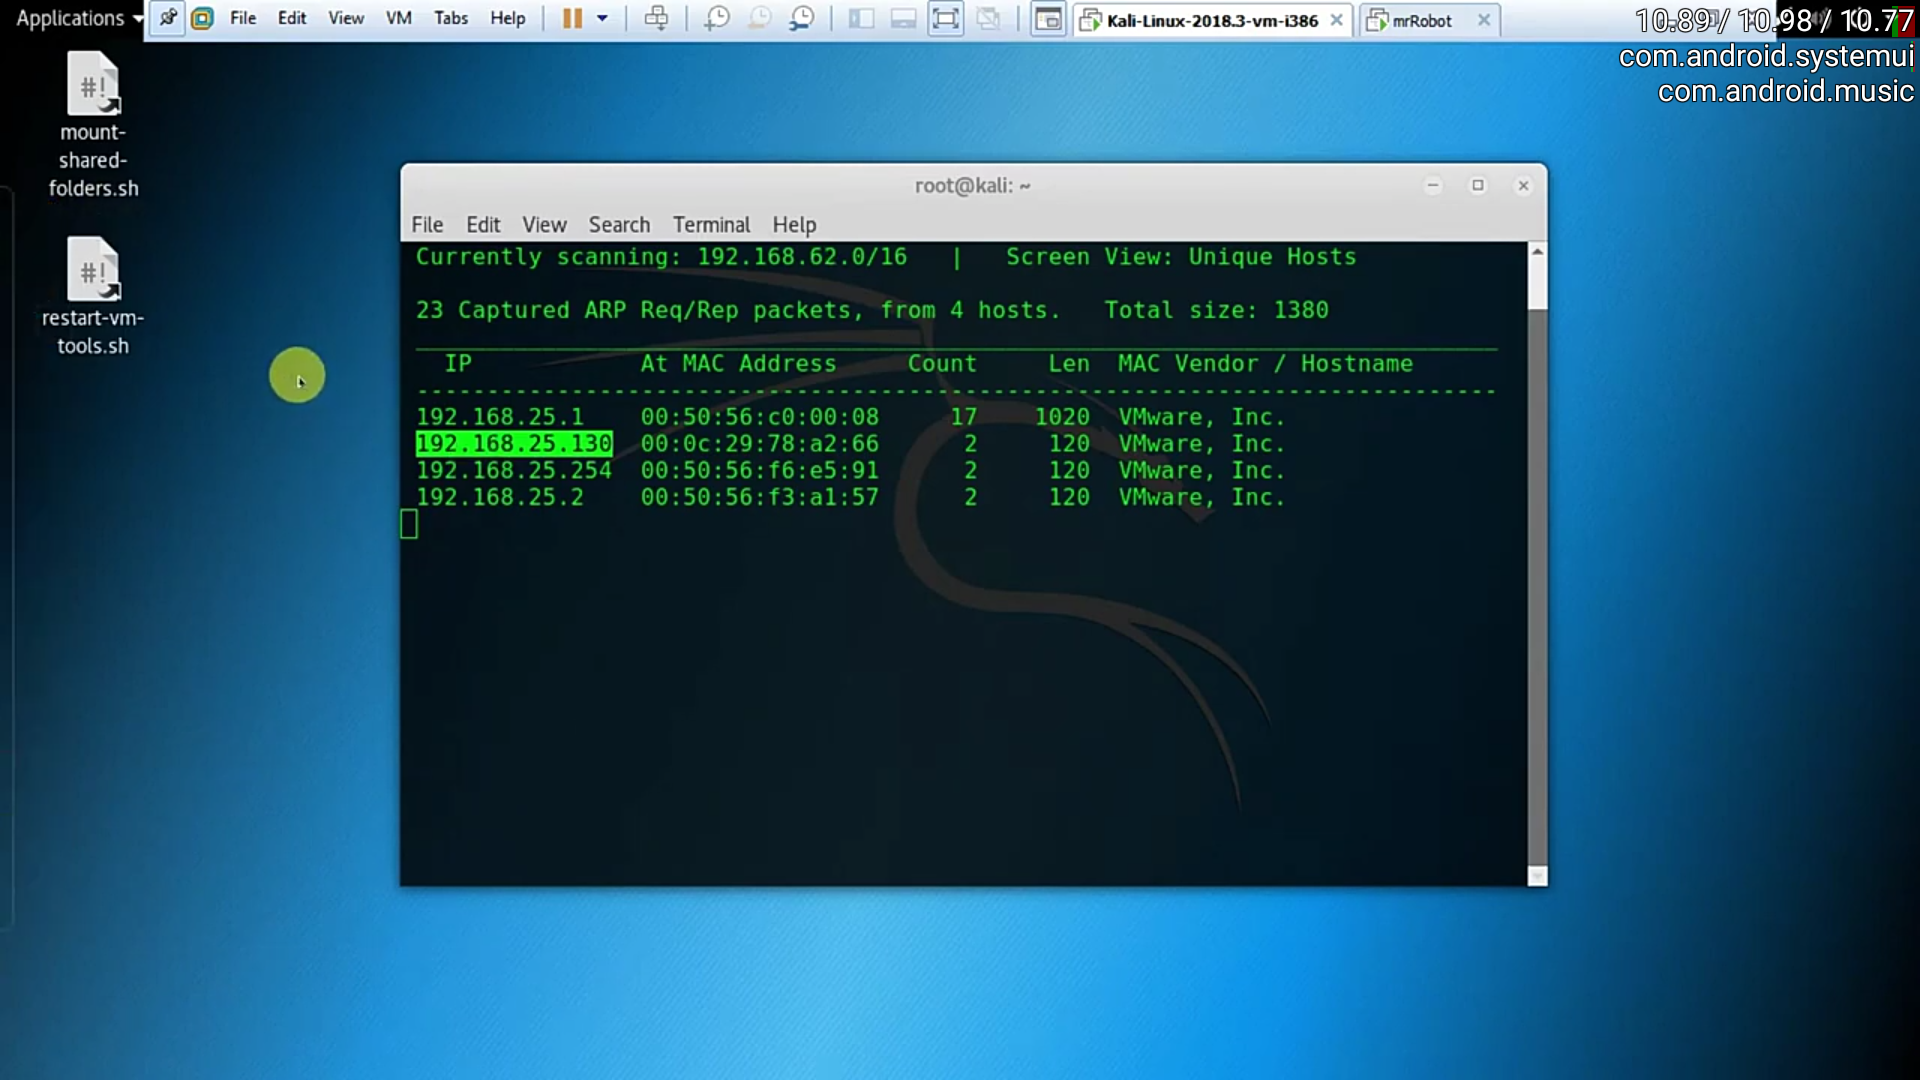 Applications File Edit View VM Tabs Help Kali-Linux-2018.3-vm-i386 mrRobot 10.89 / 10.98 / 10.77
com.android.systemui
com.android.music
#!
mount-
shared-
folders.sh
#!
restart-vm-
tools.sh
root@kali: ~
File Edit View Search Terminal Help
Currently scanning: 192.168.62.0/16 | Screen View: Unique Hosts
23 Captured ARP Req/Rep packets, from 4 hosts. Total size: 1380
IP At MAC Address Count Len MAC Vendor / Hostname
192.168.25.1 00:50:56:c0:00:08 17 1020 VMware, Inc.
192.168.25.130 00:0c:29:78:a2:66 2 120 VMware, Inc.
192.168.25.254 00:50:56:f6:e5:91 2 120 VMware, Inc.
192.168.25.2 00:50:56:f3:a1:57 2 120 VMware, Inc.